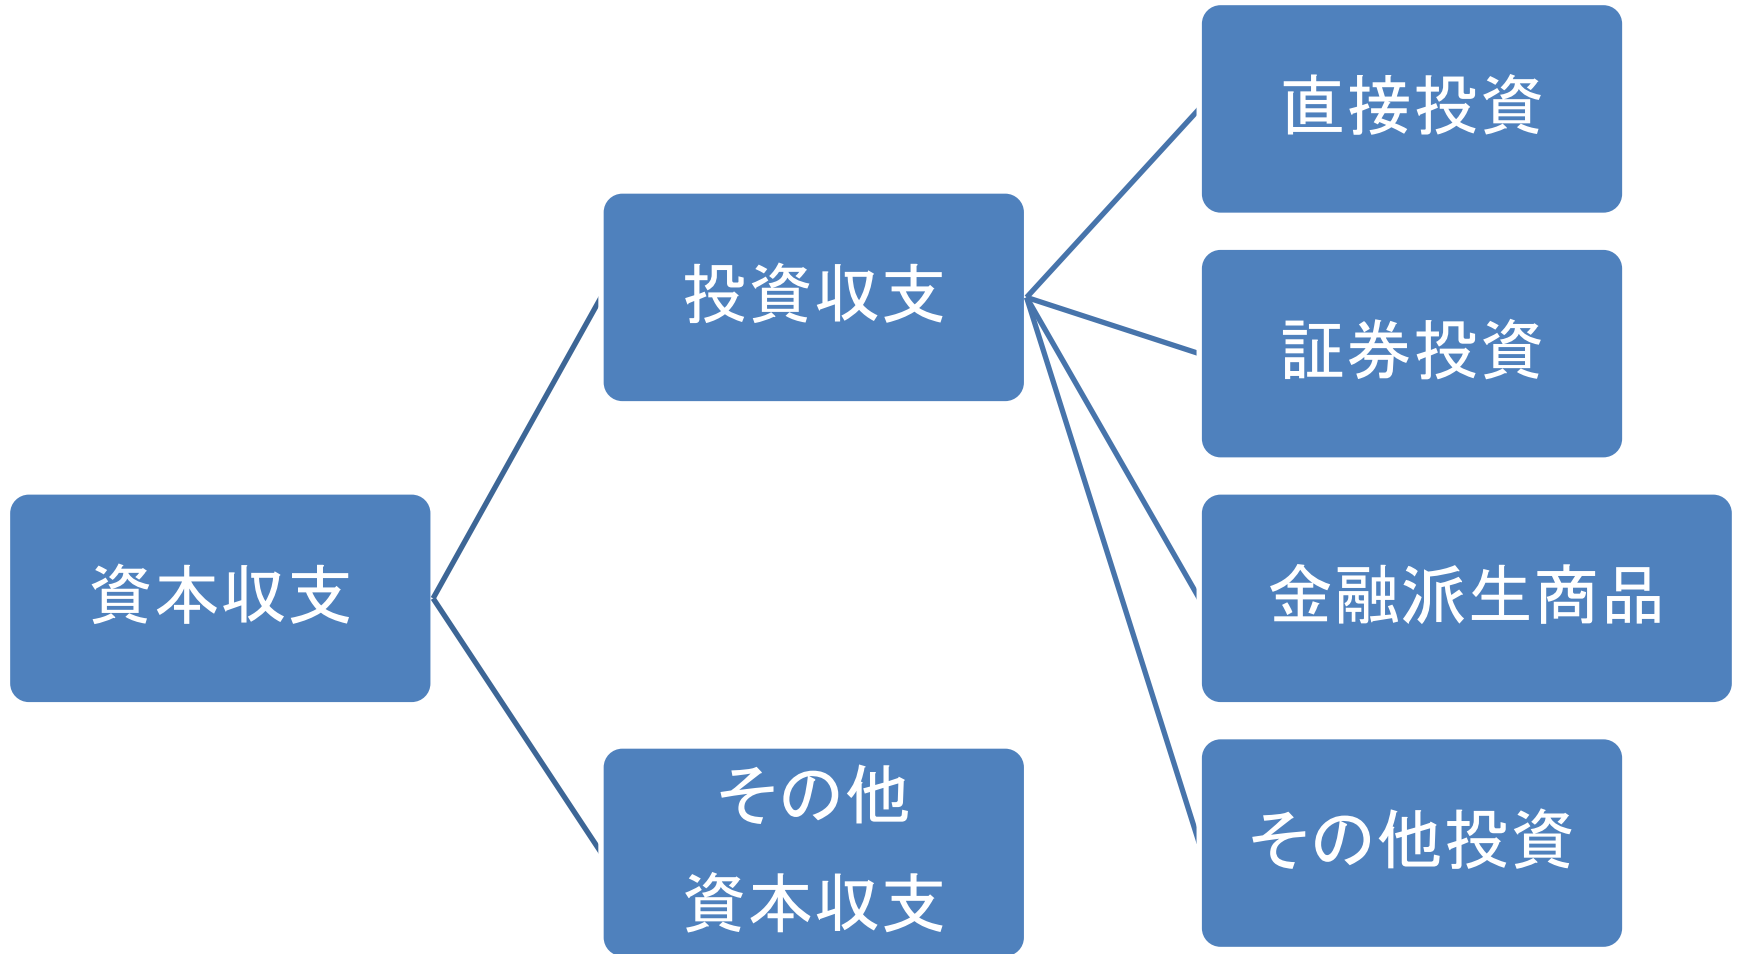 資本収支
投資収支
その他
資本収支
直接投資
証券投資
金融派生商品
その他投資